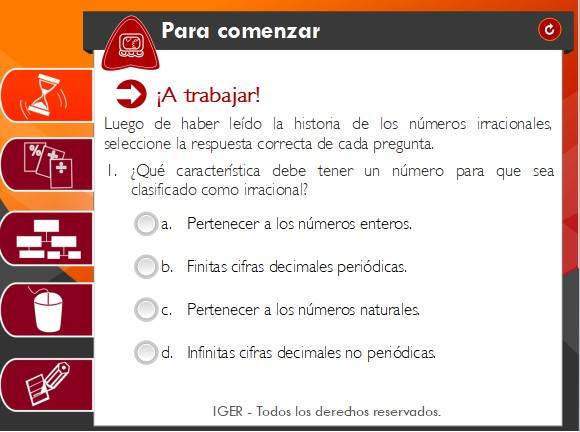 Para comenzar
¡A trabajar!
Luego de haber leído la historia de los números irracionales,
seleccione la respuesta correcta de cada pregunta.
1. ¿Qué característica debe tener un número para que sea
clasificado como irracional?
a. Pertenecer a los números enteros.
b. Finitas cifras decimales periódicas.
c. Pertenecer a los números naturales.
d. Infinitas cifras decimales no periódicas.
IGER - Todos los derechos reservados.